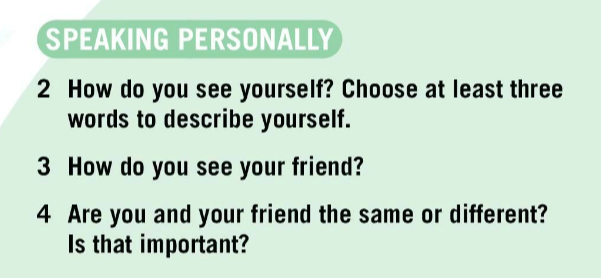 SPEAKING PERSONALLY
2 How do you see yourself? Choose at least three
words to describe yourself.
3 How do you see your friend?
4 Are you and your friend the same or different?
Is that important?